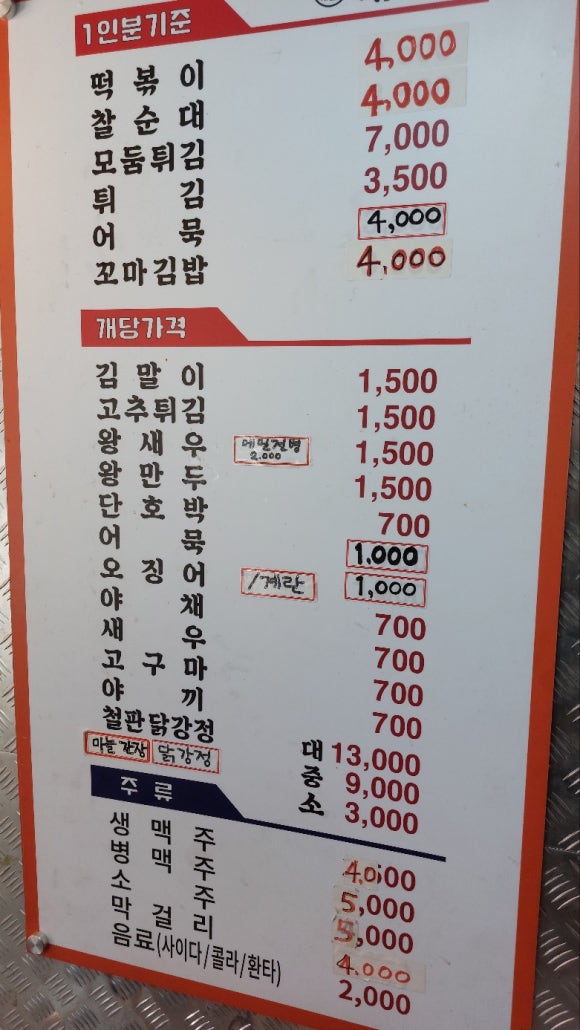 1인분기준
떡볶이 4,000
찰순대 4,000
모둠튀김 7,000
튀김 3,500
어묵 4,000
꼬마김밥 4,000
개당가격
김말이 1,500
고추튀김 1,500
왕새우 메밀전병 2.000 1,500
왕만두 1,500
단호박 700
어묵 1.000
오징어 /계란 1,000
야채 700
새우 700
고구마 700
야끼 700
철판닭강정 대 13,000
마늘간장 닭강정 중 9,000
소 3,000
주류
생맥주 4.000
병맥주 5,000
소주 5,000
막걸리 4.000
음료(사이다/콜라/환타) 2,000